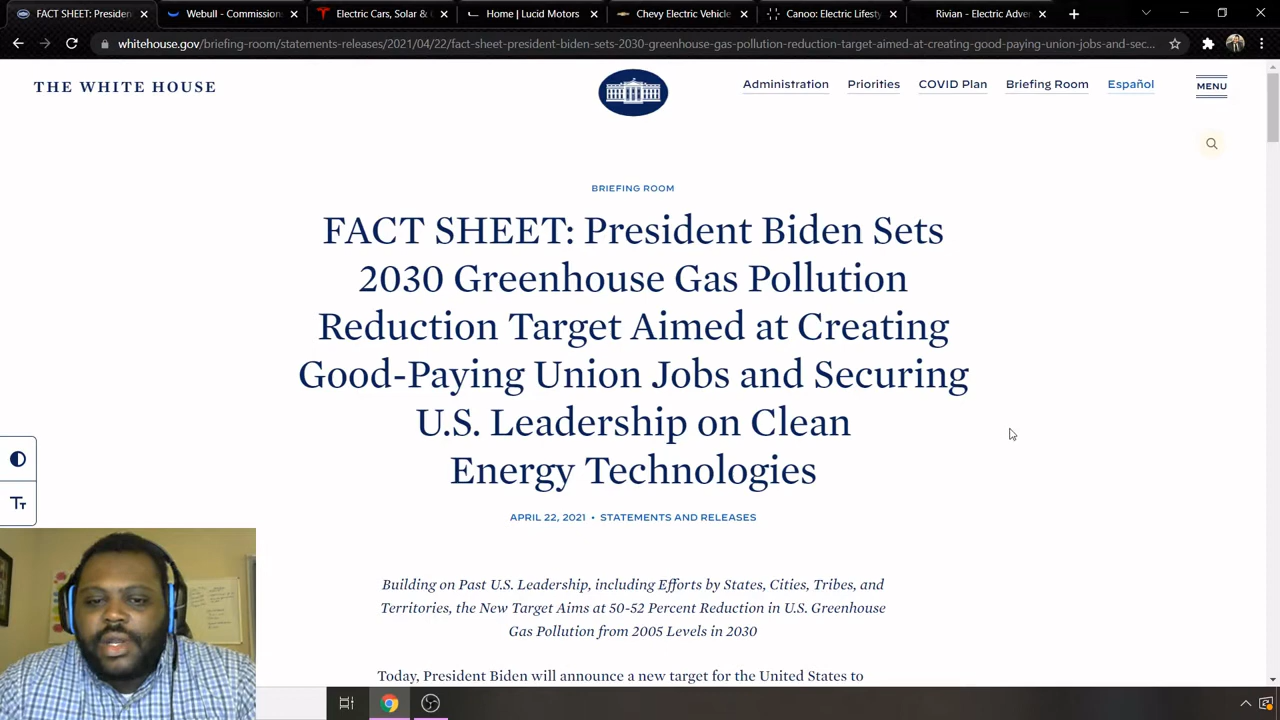 FACT SHEET: Presiden
Webull - Commission
Electric Cars, Solar & C
Home | Lucid Motors
Chevy Electric Vehicle
Canoo: Electric Lifesty
Rivian - Electric Adve
whitehouse.gov/briefing-room/statements-releases/2021/04/22/fact-sheet-president-biden-sets-2030-greenhouse-gas-pollution-reduction-target-aimed-at-creating-good-paying-union-jobs-and-sec...
THE WHITE HOUSE
Administration
Priorities
COVID Plan
Briefing Room
Español
MENU
BRIEFING ROOM
FACT SHEET: President Biden Sets
2030 Greenhouse Gas Pollution
Reduction Target Aimed at Creating
Good-Paying Union Jobs and Securing
U.S. Leadership on Clean
Energy Technologies
APRIL 22, 2021 • STATEMENTS AND RELEASES
Building on Past U.S. Leadership, including Efforts by States, Cities, Tribes, and
Territories, the New Target Aims at 50-52 Percent Reduction in U.S. Greenhouse
Gas Pollution from 2005 Levels in 2030
Today, President Biden will announce a new target for the United States to
TT